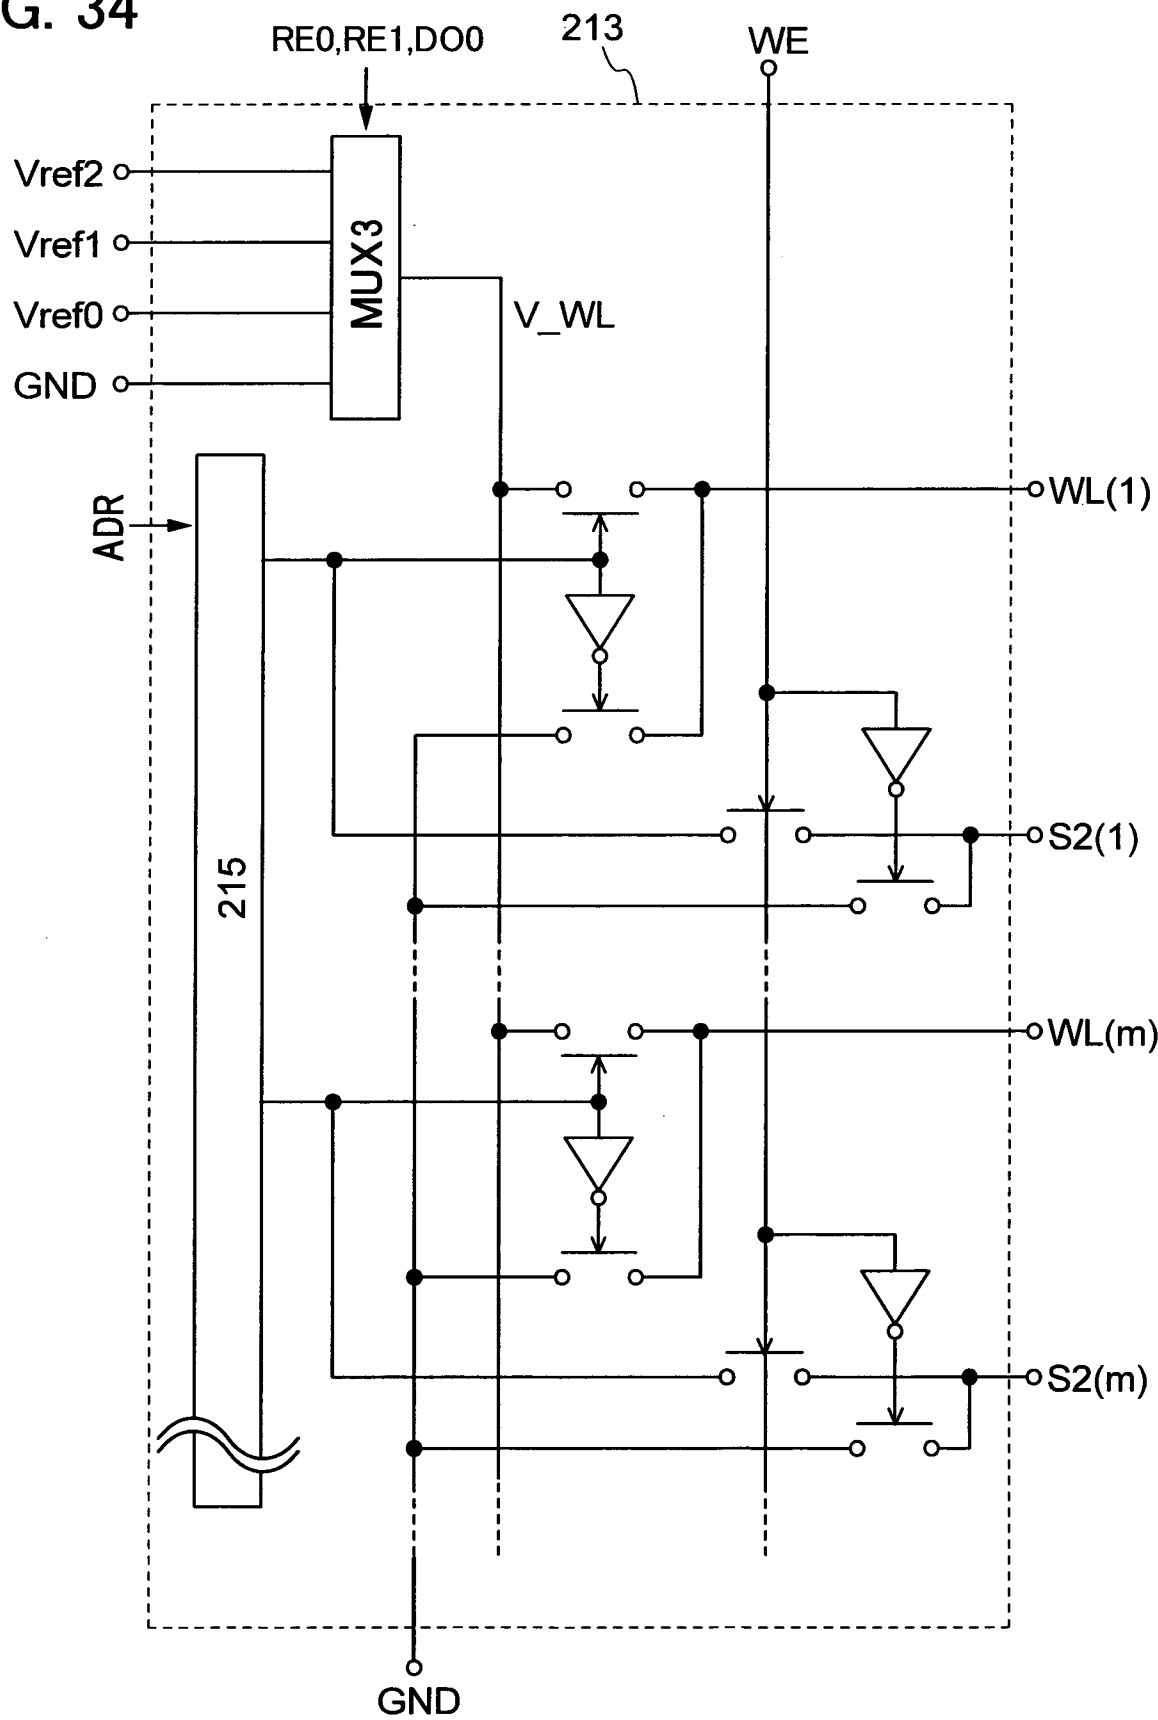 G. 34
RE0,RE1,DO0
213
WE
Vref2
Vref1
Vref0
GND
MUX3
V_WL
ADR
WL(1)
215
S2(1)
WL(m)
S2(m)
GND